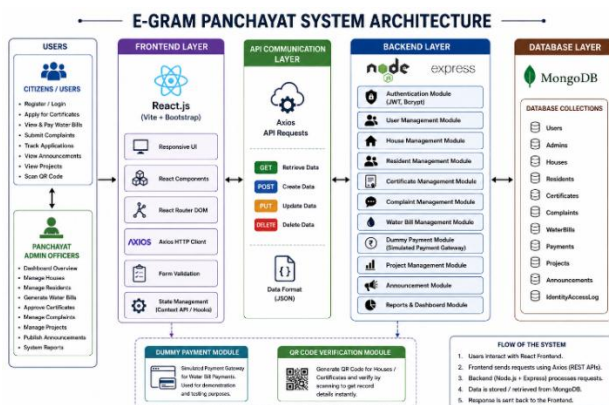 E-GRAM PANCHAYAT SYSTEM ARCHITECTURE
USERS
CITIZENS / USERS
• Register / Login
• Apply for Certificates
• View & Pay Water Bills
• Submit Complaints
• Track Applications
• View Announcements
• View Projects
• Scan QR Code
PANCHAYAT
ADMIN OFFICERS
• Dashboard Overview
• Manage Houses
• Manage Residents
• Generate Water Bills
• Approve Certificates
• Manage Complaints
• Manage Projects
• Publish Announcements
• System Reports
FRONTEND LAYER
React.js
(Vite + Bootstrap)
Responsive UI
React Components
React Router DOM
AXIOS Axios HTTP Client
Form Validation
State Management
(Context API / Hooks)
API COMMUNICATION
LAYER
Axios
API Requests
GET Retrieve Data
POST Create Data
PUT Update Data
DELETE Delete Data
{ }
Data Format
(JSON)
BACKEND LAYER
node
JS
express
Authentication Module
(JWT, Bcrypt)
User Management Module
House Management Module
Resident Management Module
Certificate Management Module
Complaint Management Module
Water Bill Management Module
Dummy Payment Module
(Simulated Payment Gateway)
Project Management Module
Announcement Module
Reports & Dashboard Module
DATABASE LAYER
MongoDB
DATABASE COLLECTIONS
Users
Admins
Houses
Residents
Certificates
Complaints
WaterBills
Payments
Projects
Announcements
IdentityAccessLog
DUMMY PAYMENT MODULE
Simulated Payment Gateway
for Water Bill Payments.
Used for demonstration
and testing purposes.
QR CODE VERIFICATION MODULE
Generate QR Code for Houses /
Certificates and verify by
scanning to get record
details instantly.
FLOW OF THE SYSTEM
1. Users interact with React Frontend.
2. Frontend sends requests using Axios (REST APIs).
3. Backend (Node.js + Express) processes requests.
4. Data is stored / retrieved from MongoDB.
5. Response is sent back to the Frontend.